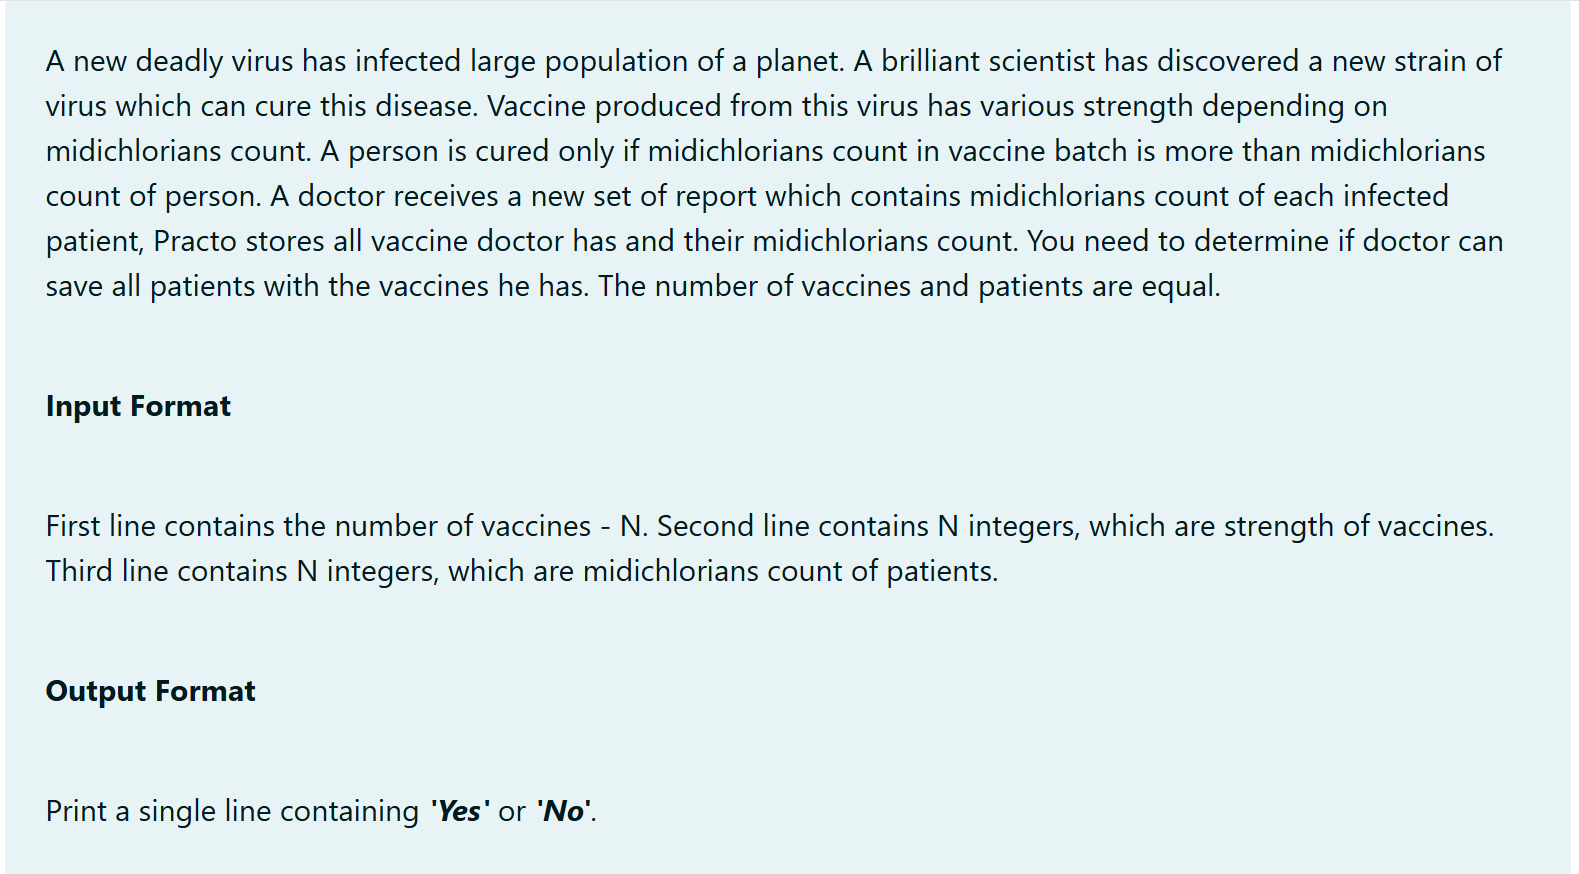 A new deadly virus has infected large population of a planet. A brilliant scientist has discovered a new strain of
virus which can cure this disease. Vaccine produced from this virus has various strength depending on
midichlorians count. A person is cured only if midichlorians count in vaccine batch is more than midichlorians
count of person. A doctor receives a new set of report which contains midichlorians count of each infected
patient, Practo stores all vaccine doctor has and their midichlorians count. You need to determine if doctor can
save all patients with the vaccines he has. The number of vaccines and patients are equal.
Input Format
First line contains the number of vaccines - N. Second line contains N integers, which are strength of vaccines.
Third line contains N integers, which are midichlorians count of patients.
Output Format
Print a single line containing 'Yes' or 'No'.